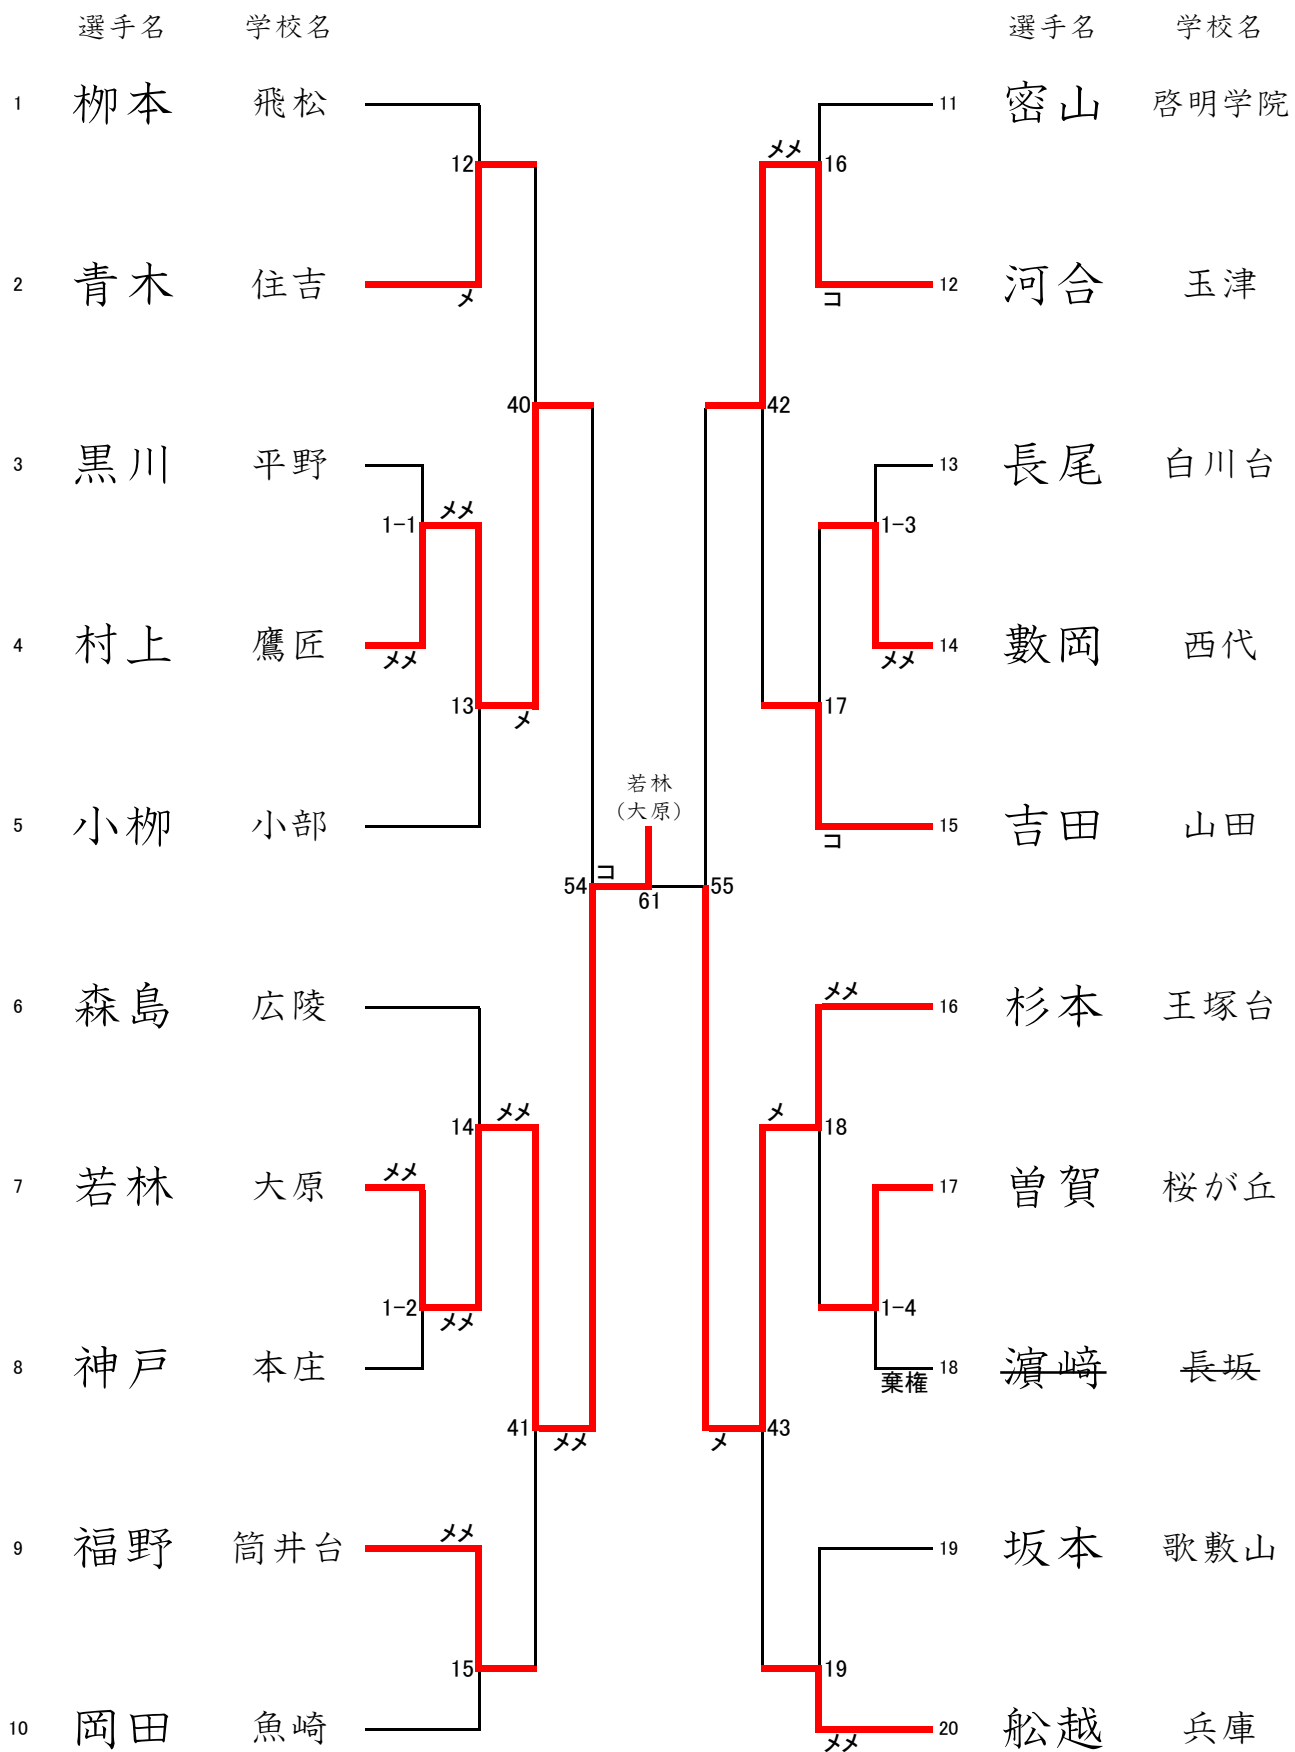 選手名 学校名 選手名 学校名
1 栁本 飛松 11 密山 啓明学院
メメ
12 16
2 青木 住吉 12 河合 玉津
メ コ
40 42
3 黒川 平野 13 長尾 白川台
メメ
1-1 1-3
4 村上 鷹匠 14 數岡 西代
メメ メメ
13 17
メ
若林
(大原)
5 小栁 小部 15 吉田 山田
コ
コ
54 55
61
6 森島 広陵 メメ 16 杉本 王塚台
メメ メ
14 18
メメ
7 若林 大原 17 曽賀 桜が丘
1-2 1-4
メメ
8 神戸 本庄 18 濵﨑 長坂
棄権
41 43
メメ メ
メメ
9 福野 筒井台 19 坂本 歌敷山
15 19
10 岡田 魚崎 20 舩越 兵庫
メメ